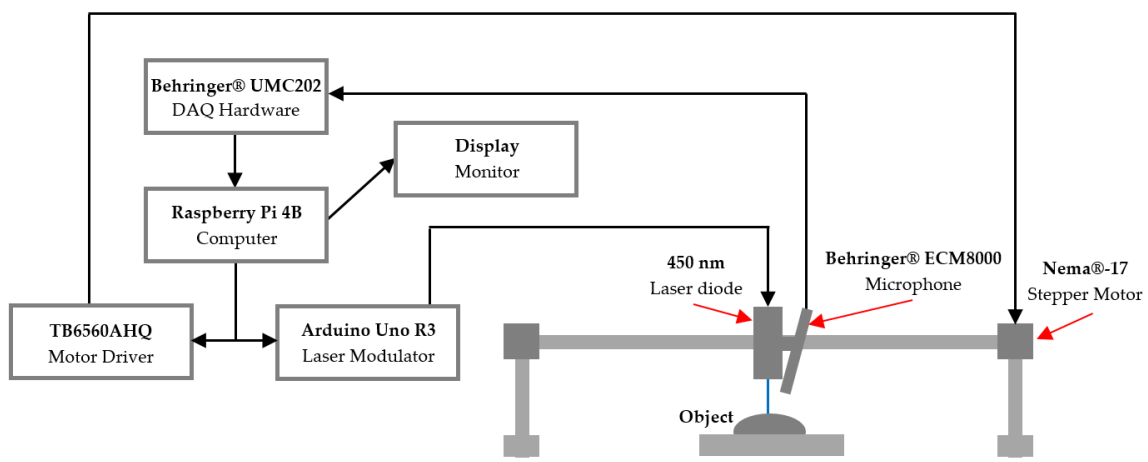 Behringer® UMC202
DAQ Hardware
Display
Monitor
Raspberry Pi 4B
Computer
450 nm
Laser diode
Behringer® ECM8000
Microphone
Nema®-17
Stepper Motor
TB6560AHQ
Motor Driver
Arduino Uno R3
Laser Modulator
Object